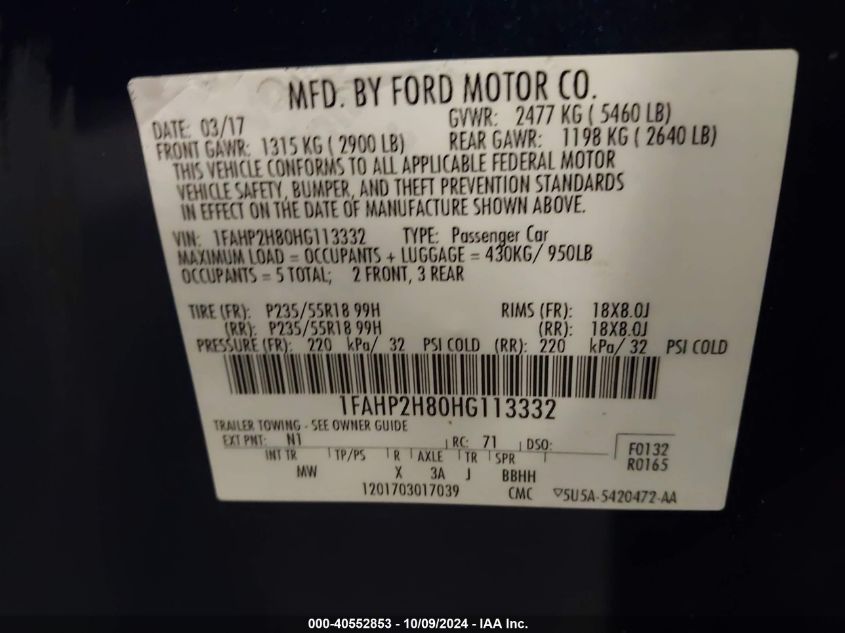 MFD. BY FORD MOTOR CO.
DATE: 03/17 GVWR: 2477 KG ( 5460 LB)
FRONT GAWR: 1315 KG ( 2900 LB) REAR GAWR: 1198 KG ( 2640 LB)
THIS VEHICLE CONFORMS TO ALL APPLICABLE FEDERAL MOTOR
VEHICLE SAFETY, BUMPER, AND THEFT PREVENTION STANDARDS
IN EFFECT ON THE DATE OF MANUFACTURE SHOWN ABOVE.
VIN: 1FAHP2H80HG113332 TYPE: Passenger Car
MAXIMUM LOAD = OCCUPANTS + LUGGAGE = 430KG/ 950LB
OCCUPANTS = 5 TOTAL; 2 FRONT, 3 REAR
TIRE (FR): P235/55R18 99H RIMS (FR): 18X8.0J
(RR): P235/55R18 99H (RR): 18X8.0J
PRESSURE (FR): 220 kPa/ 32 PSI COLD (RR): 220 kPa/ 32 PSI COLD
1FAHP2H80HG113332
TRAILER TOWING - SEE OWNER GUIDE
EXT PNT: N1 RC: 71 DSO: F0132
INT TR TP/PS R AXLE TR SPR R0165
MW X 3A J BBHH
1201703017039 CMC ▽5U5A-5420472-AA
000-40552853 - 10/09/2024 - IAA Inc.